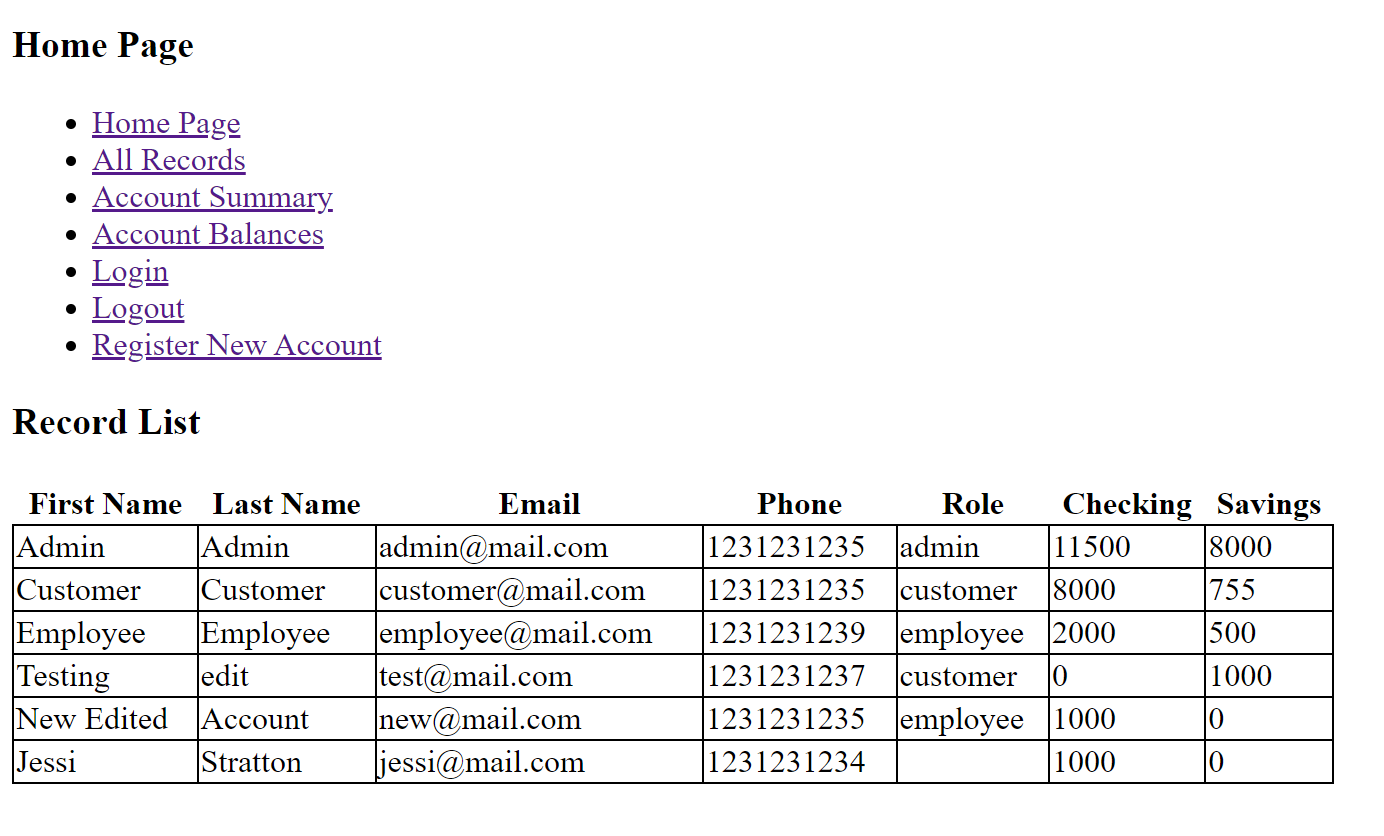 Home Page
Home Page
All Records
Account Summary
Account Balances
Login
Logout
Register New Account
Record List
First Name Last Name Email Phone Role Checking Savings
Admin Admin admin@mail.com 1231231235 admin 11500 8000
Customer Customer customer@mail.com 1231231235 customer 8000 755
Employee Employee employee@mail.com 1231231239 employee 2000 500
Testing edit test@mail.com 1231231237 customer 0 1000
New Edited Account new@mail.com 1231231235 employee 1000 0
Jessi Stratton jessi@mail.com 1231231234 1000 0